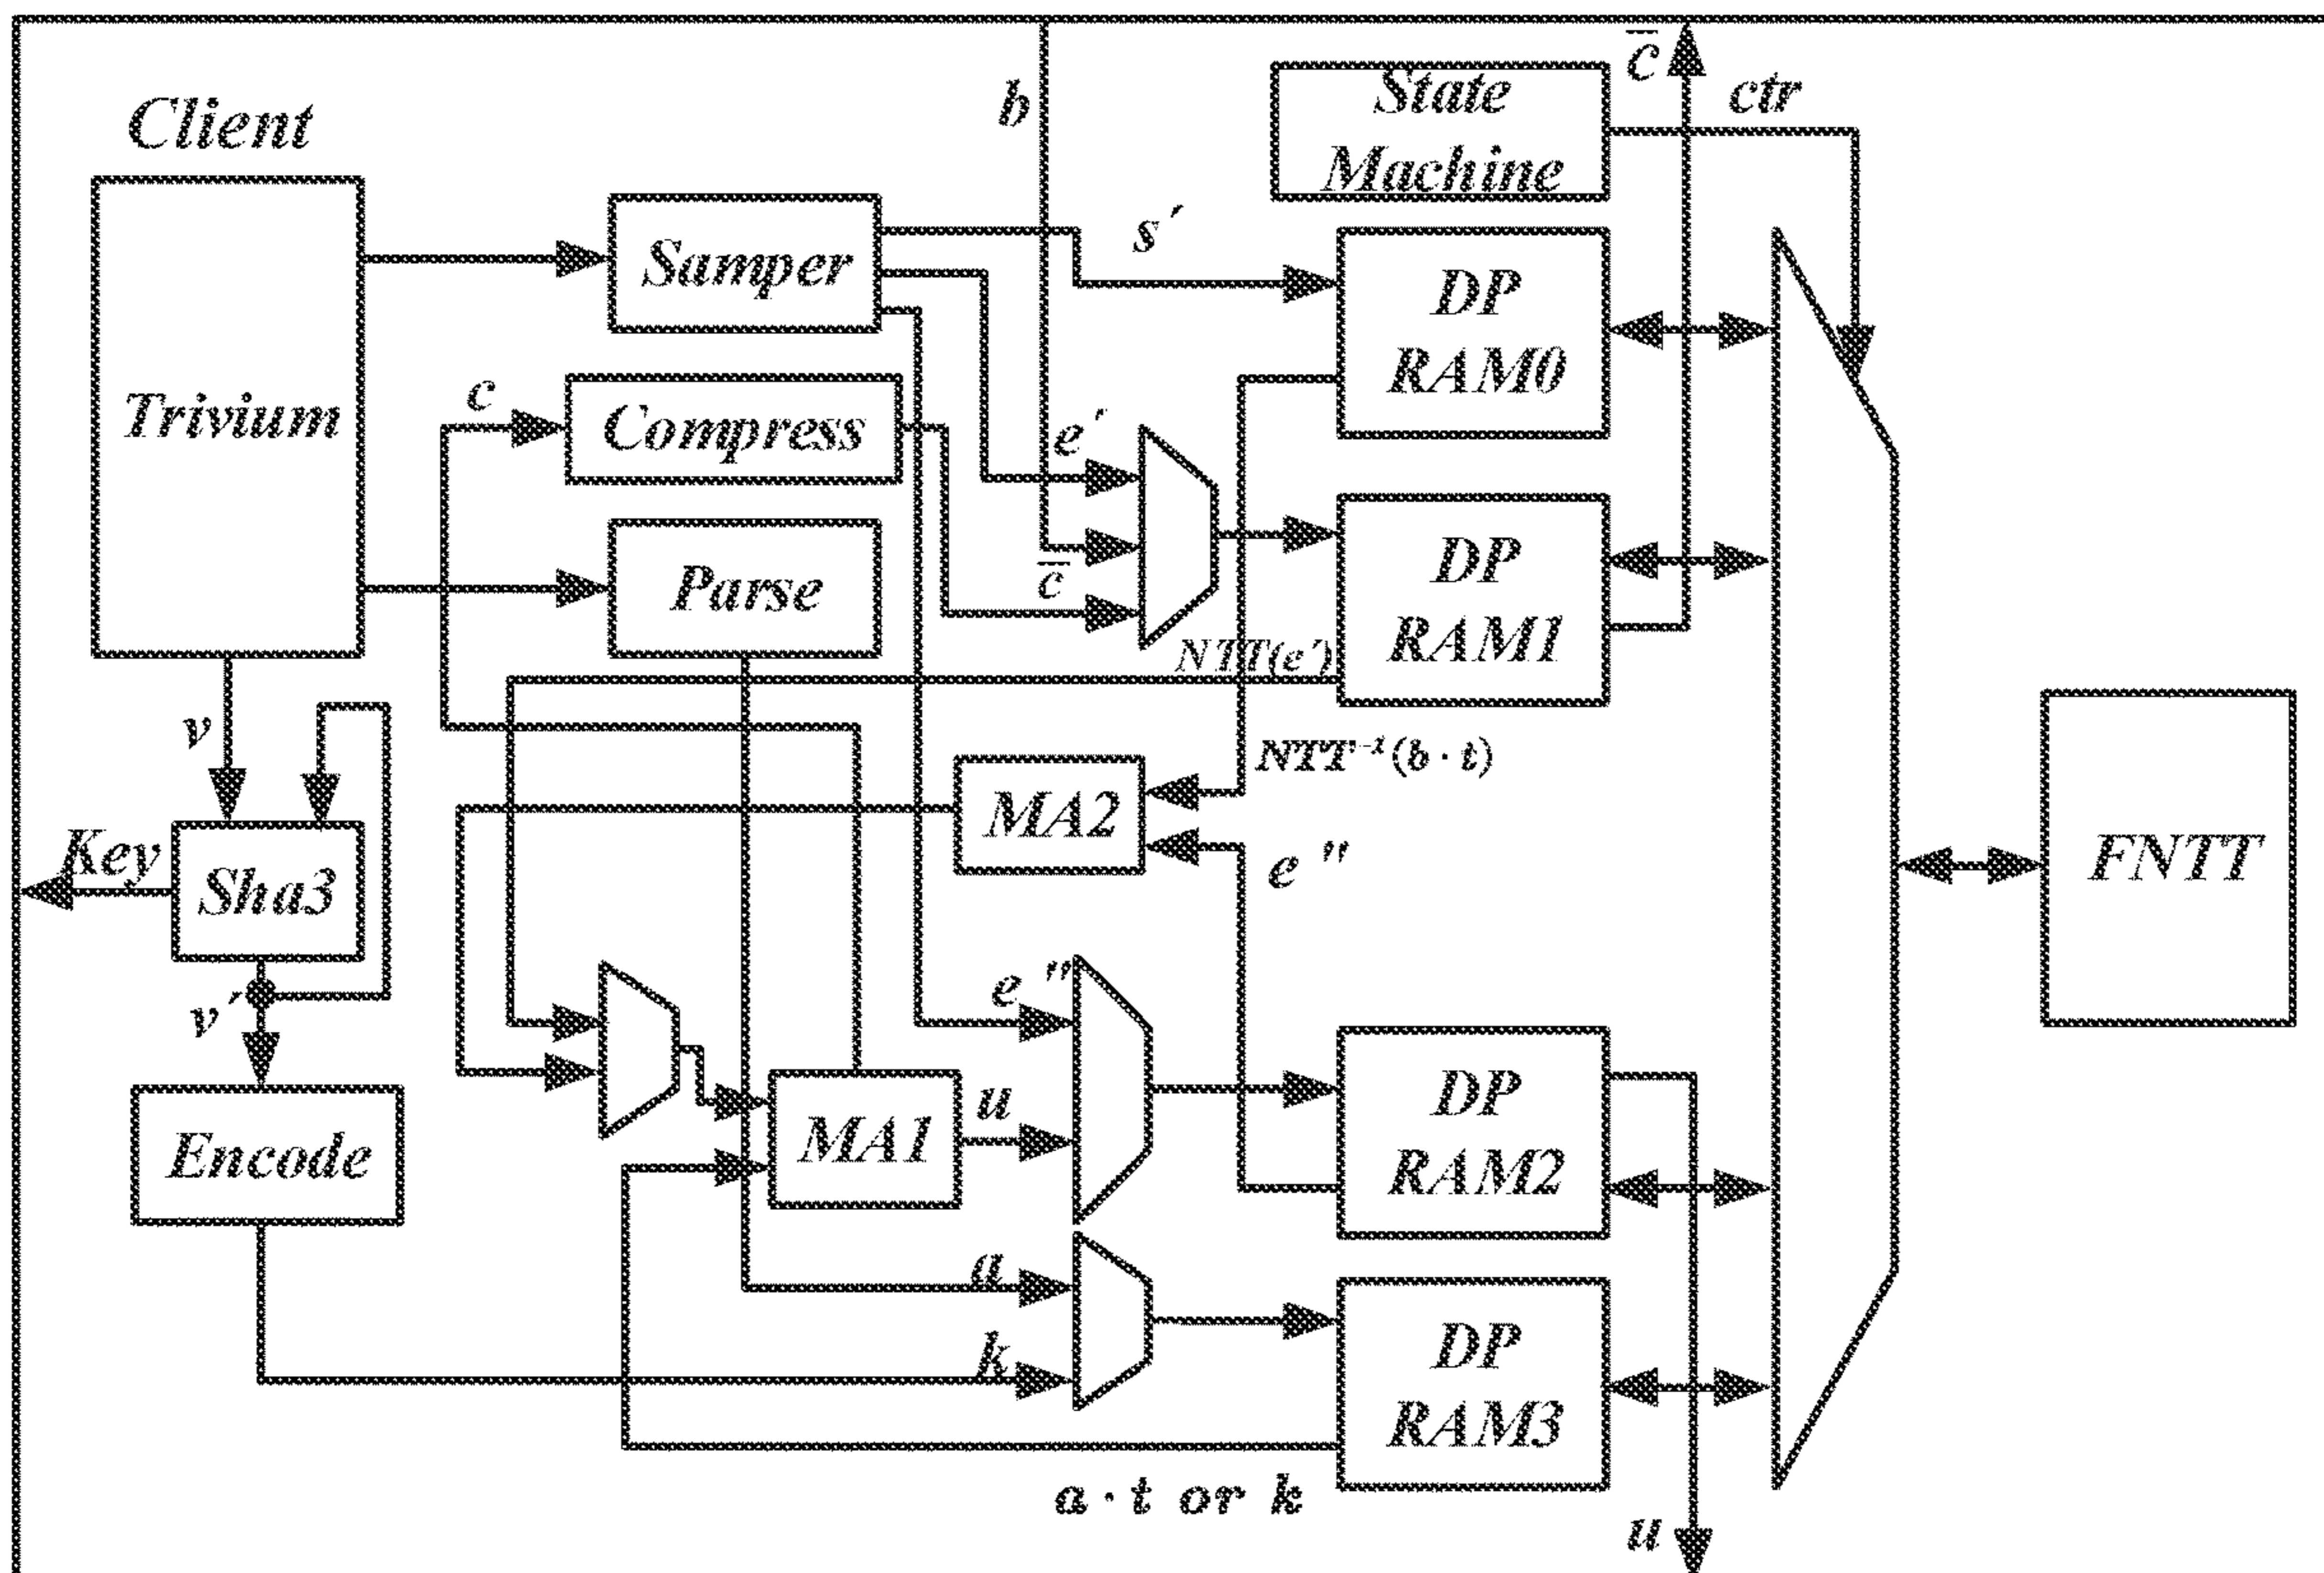 c̅
State
Machine
ctr
b
Client
Samper
s′
DP
RAM0
Trivium
c
Compress
e′
DP
RAM1
c̅
Parse
NTT(e′)
v
NTT⁻¹(b · t)
MA2
Key
Sha3
e ″
FNTT
v′
e ″
Encode
MA1
u
DP
RAM2
a
k
DP
RAM3
a · t or k
u